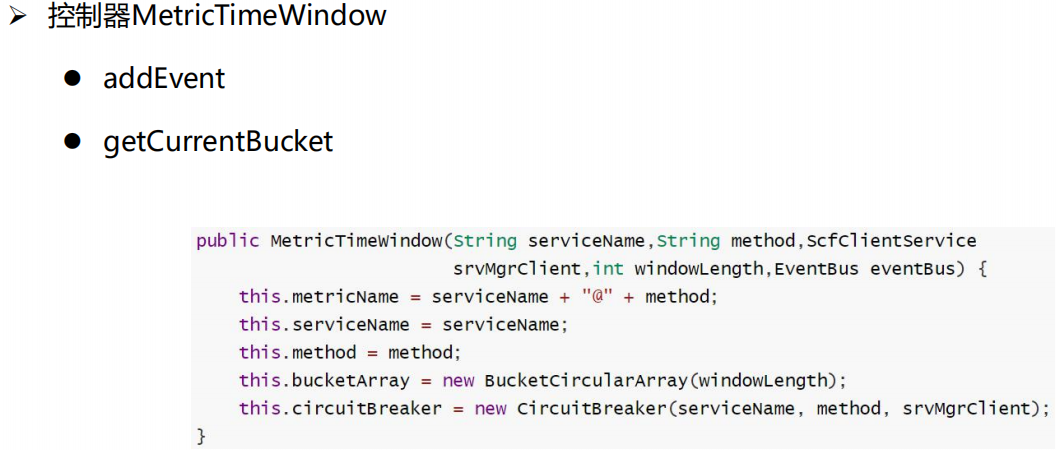 ➢ 控制器MetricTimeWindow
● addEvent
● getCurrentBucket
public MetricTimeWindow(String serviceName,String method,ScfClientService
srvMgrClient,int windowLength,EventBus eventBus) {
this.metricName = serviceName + "@" + method;
this.serviceName = serviceName;
this.method = method;
this.bucketArray = new BucketCircularArray(windowLength);
this.circuitBreaker = new CircuitBreaker(serviceName, method, srvMgrClient);
}